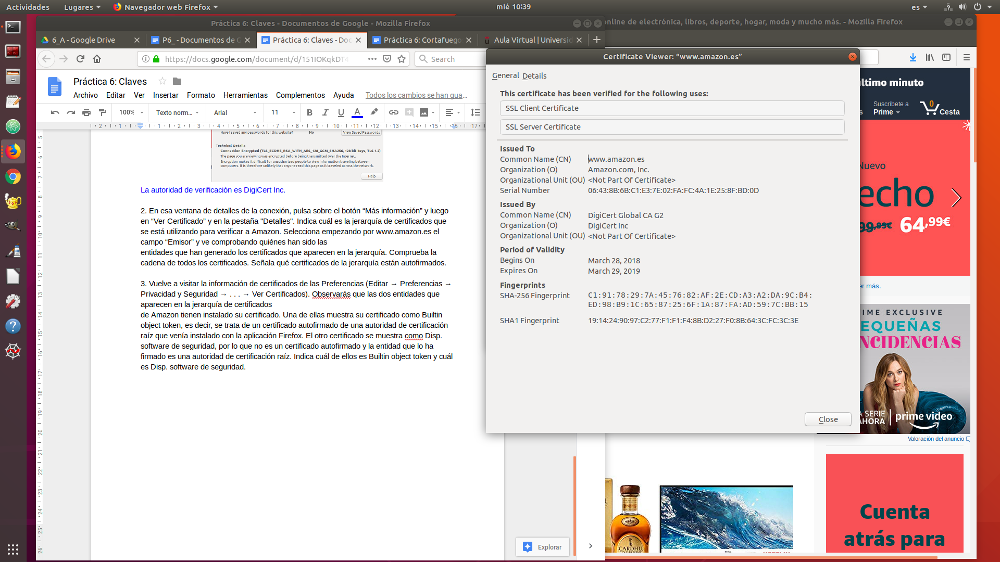 Actividades
Lugares
Navegador web Firefox
mié 10:39
es
Práctica 6: Claves - Documentos de Google - Mozilla Firefox
online de electrónica, libros, deporte, hogar, moda y mucho más. - Mozilla Firefox
6_A - Google Drive
P6_ - Documentos de G
Práctica 6: Claves - Doc
Práctica 6: Cortafuego
Aula Virtual | Universid
https://docs.google.com/document/d/151IOKqkDT4
Search
Práctica 6: Claves
Archivo Editar Ver Insertar Formato Herramientas Complementos Ayuda Todos los cambios se han gua...
100% Texto norm... Arial 11
Have I saved any passwords for this website? No View Saved Passwords
Technical Details
Connection Encrypted (TLS_ECDHE_RSA_WITH_AES_128_GCM_SHA256, 128 bit keys, TLS 1.2)
The page you are viewing was encrypted before being transmitted over the Internet.
Encryption makes it difficult for unauthorized people to view information traveling between
computers. It is therefore unlikely that anyone read this page as it traveled across the network.
Help
La autoridad de verificación es DigiCert Inc.
2. En esa ventana de detalles de la conexión, pulsa sobre el botón “Más información” y luego
en “Ver Certificado” y en la pestaña "Detalles". Indica cuál es la jerarquía de certificados que
se está utilizando para verificar a Amazon. Selecciona empezando por www.amazon.es el
campo “Emisor” y ve comprobando quiénes han sido las
entidades que han generado los certificados que aparecen en la jerarquía. Comprueba la
cadena de todos los certificados. Señala qué certificados de la jerarquía están autofirmados.
3. Vuelve a visitar la información de certificados de las Preferencias (Editar → Preferencias →
Privacidad y Seguridad → . . . → Ver Certificados). Observarás que las dos entidades que
aparecen en la jerarquía de certificados
de Amazon tienen instalado su certificado. Una de ellas muestra su certificado como Builtin
object token, es decir, se trata de un certificado autofirmado de una autoridad de certificación
raíz que venía instalado con la aplicación Firefox. El otro certificado se muestra como Disp.
software de seguridad, por lo que no es un certificado autofirmado y la entidad que lo ha
firmado es una autoridad de certificación raíz. Indica cuál de ellos es Builtin object token y cuál
es Disp. software de seguridad.
Explorar
Certificate Viewer: “www.amazon.es”
General Details
This certificate has been verified for the following uses:
SSL Client Certificate
SSL Server Certificate
Issued To
Common Name (CN) www.amazon.es
Organization (O) Amazon.com, Inc.
Organizational Unit (OU) <Not Part Of Certificate>
Serial Number 06:43:8B:6B:C1:E3:7E:02:FA:FC:4A:1E:25:8F:BD:0D
Issued By
Common Name (CN) DigiCert Global CA G2
Organization (O) DigiCert Inc
Organizational Unit (OU) <Not Part Of Certificate>
Period of Validity
Begins On March 28, 2018
Expires On March 29, 2019
Fingerprints
SHA-256 Fingerprint C1:91:78:29:7A:45:76:82:AF:2E:CD:A3:A2:DA:9C:B4:
ED:98:B9:1C:65:87:25:6F:1A:87:FA:AD:59:7C:BB:15
SHA1 Fingerprint 19:14:24:90:97:C2:77:F1:F1:F4:8B:D2:27:F0:8B:64:3C:FC:3C:3E
Close
último minuto
Suscríbete a
Prime
0
Cesta
Nuevo
echo
99,99€ 64,99€
er más.
IME EXCLUSIVE
EQUEÑAS
NCIDENCIAS
A SERIE
AHORA
prime video
Valoración del anuncio
CARDHU
Cuenta
atrás para